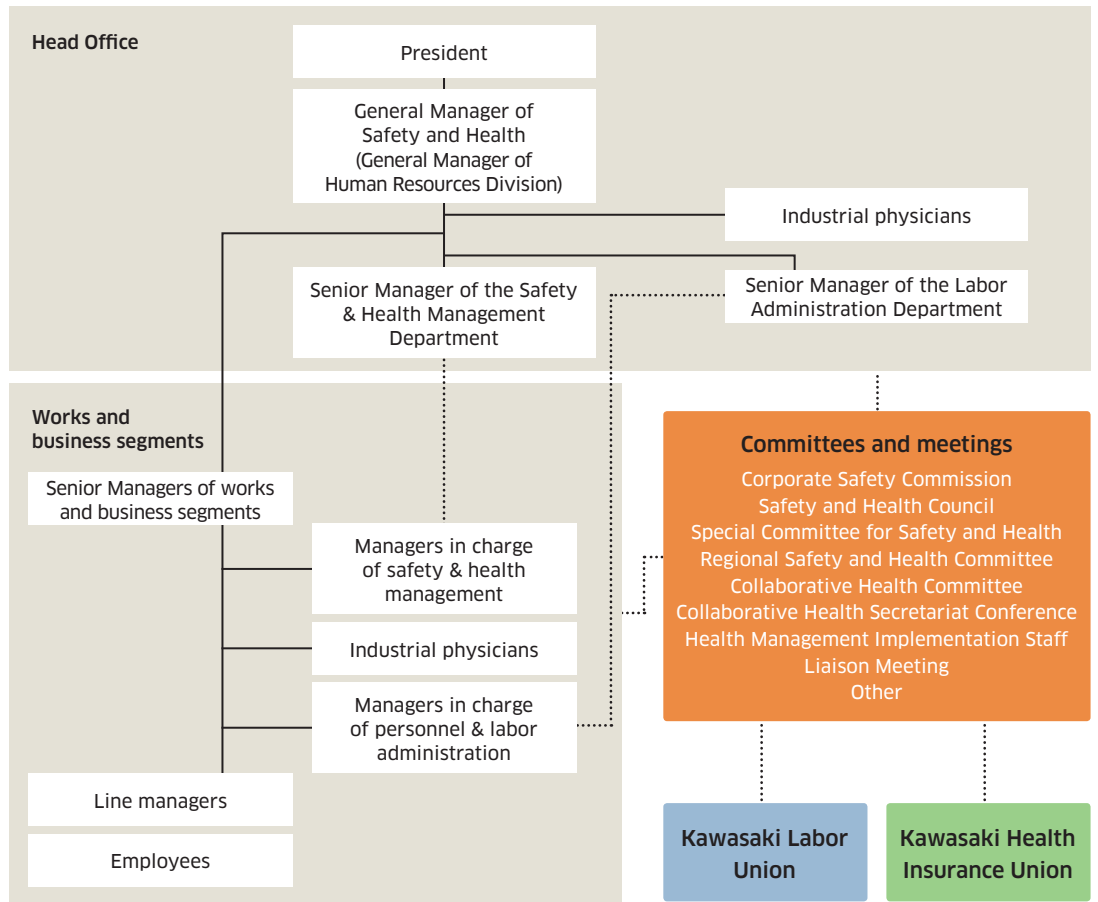 Head Office
President
General Manager of
Safety and Health
(General Manager of
Human Resources Division)
Industrial physicians
Senior Manager of the Safety
& Health Management
Department
Senior Manager of the Labor
Administration Department
Works and
business segments
Senior Managers of works
and business segments
Managers in charge
of safety & health
management
Industrial physicians
Managers in charge
of personnel & labor
administration
Line managers
Employees
Committees and meetings
Corporate Safety Commission
Safety and Health Council
Special Committee for Safety and Health
Regional Safety and Health Committee
Collaborative Health Committee
Collaborative Health Secretariat Conference
Health Management Implementation Staff
Liaison Meeting
Other
Kawasaki Labor
Union
Kawasaki Health
Insurance Union